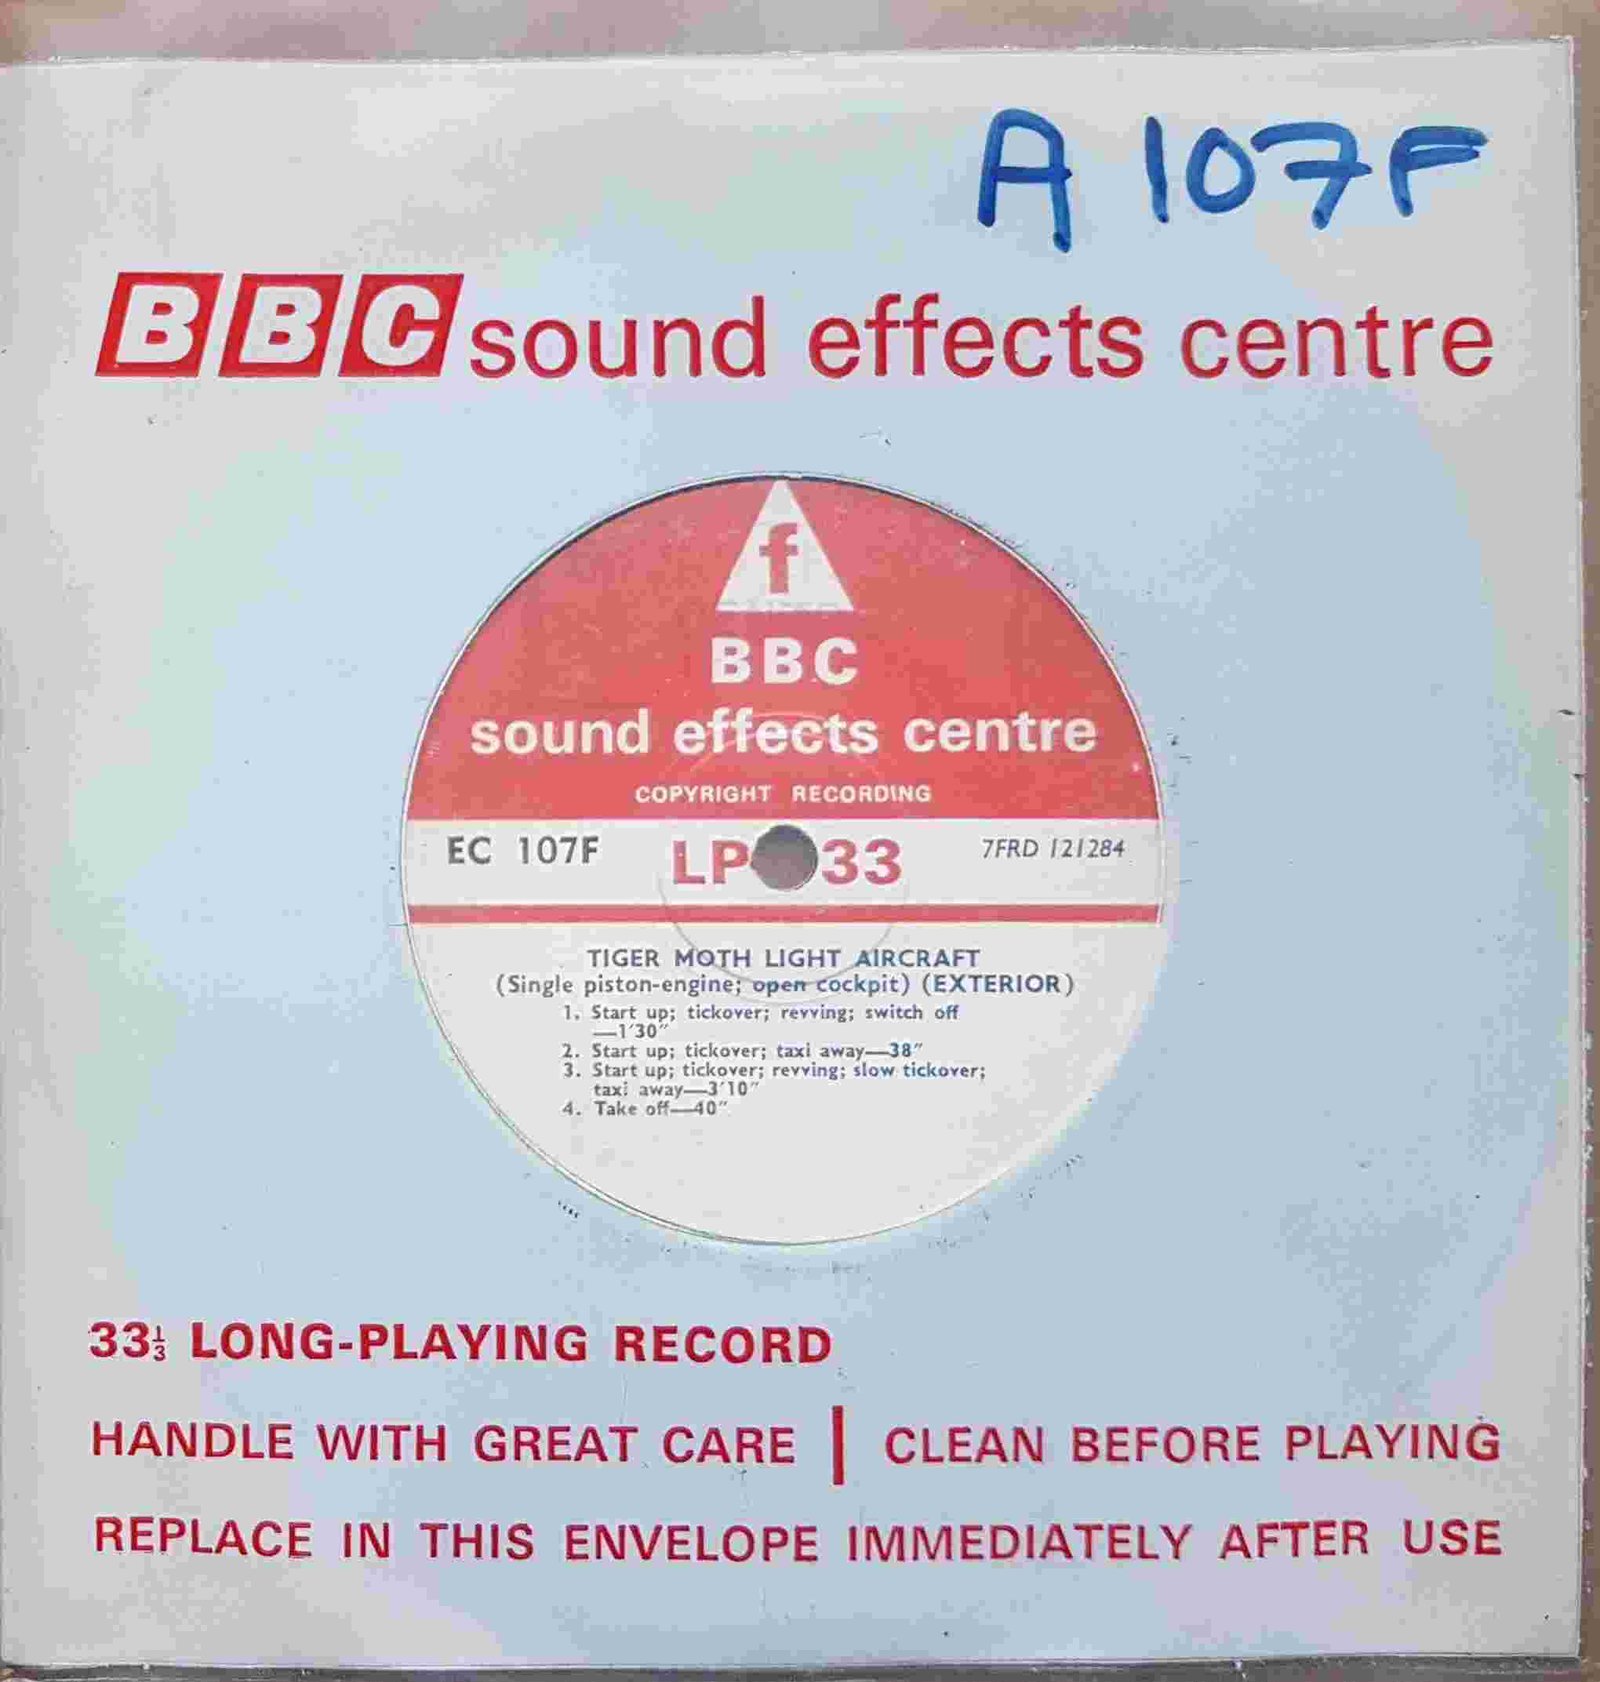 A 107F
BBC sound effects centre
f
BBC
sound effects centre
COPYRIGHT RECORDING
EC 107F LP 33 7FRD 121284
TIGER MOTH LIGHT AIRCRAFT
(Single piston-engine; open cockpit) (EXTERIOR)
1. Start up; tickover; revving; switch off
—1'30"
2. Start up; tickover; taxi away—38"
3. Start up; tickover; revving; slow tickover;
taxi away—3'10"
4. Take off—40"
33⅓ LONG-PLAYING RECORD
HANDLE WITH GREAT CARE | CLEAN BEFORE PLAYING
REPLACE IN THIS ENVELOPE IMMEDIATELY AFTER USE